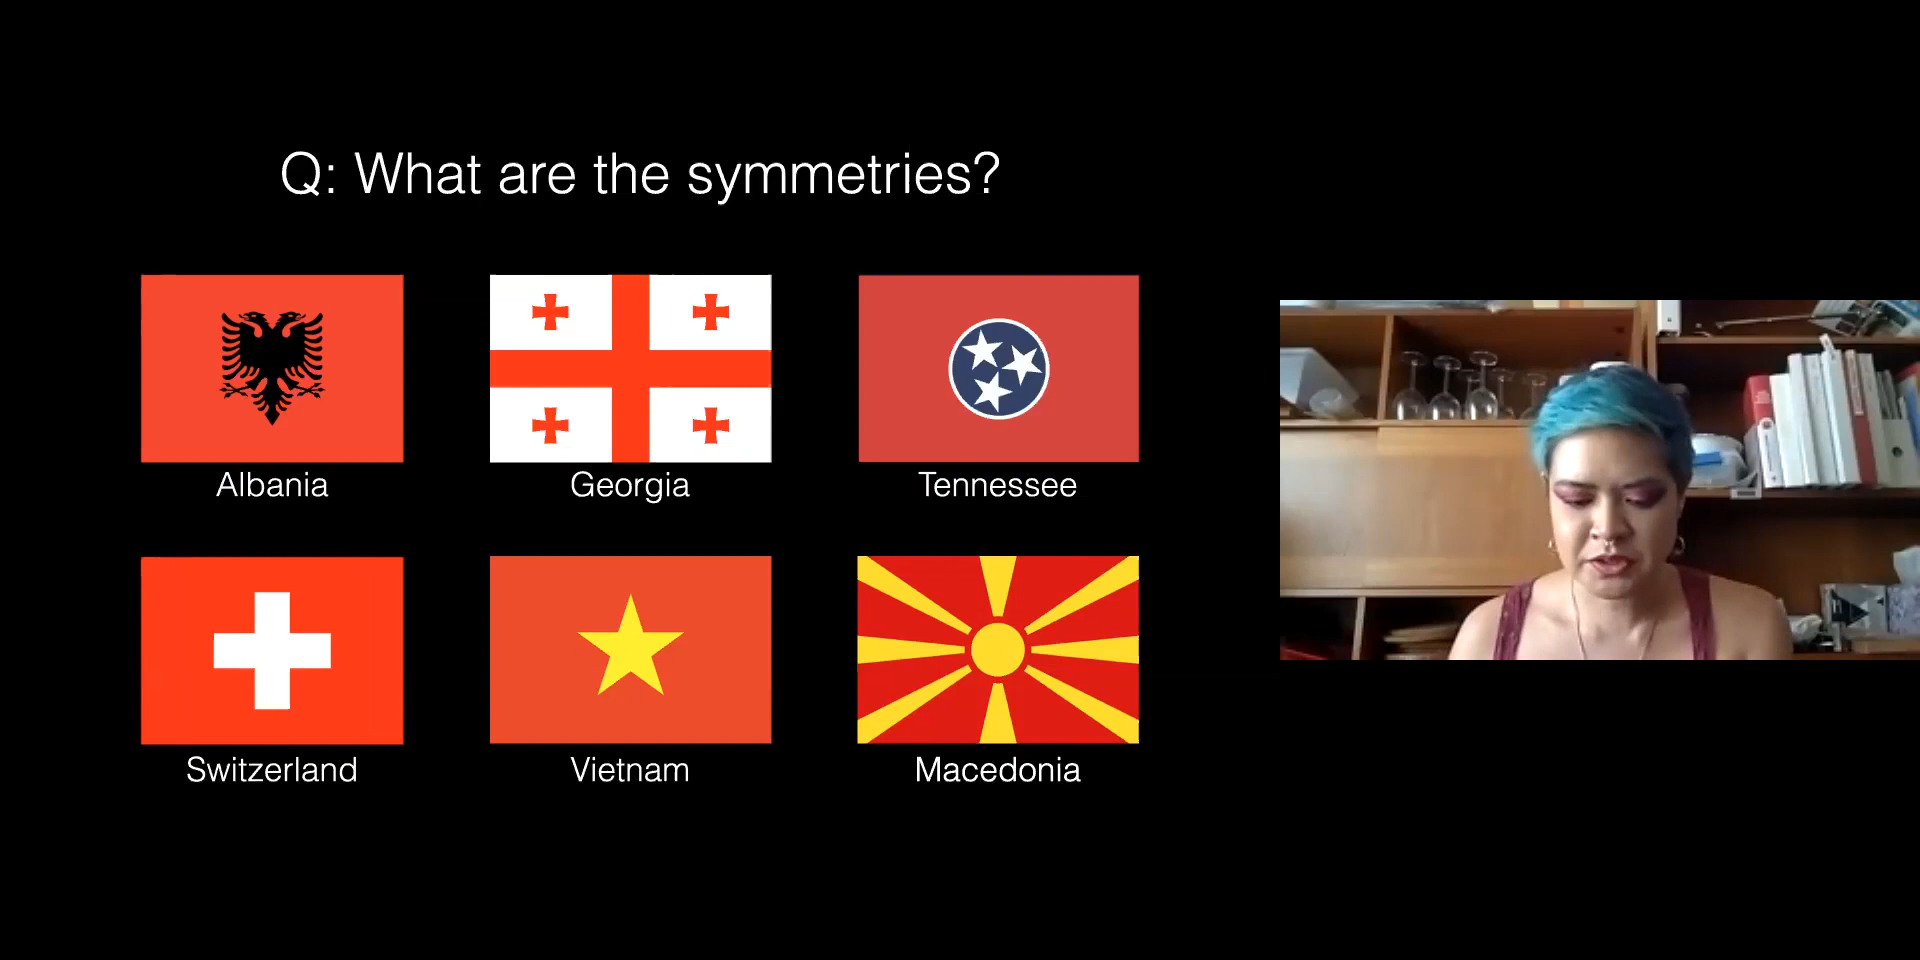 Q: What are the symmetries?
Albania
Georgia
Tennessee
Switzerland
Vietnam
Macedonia